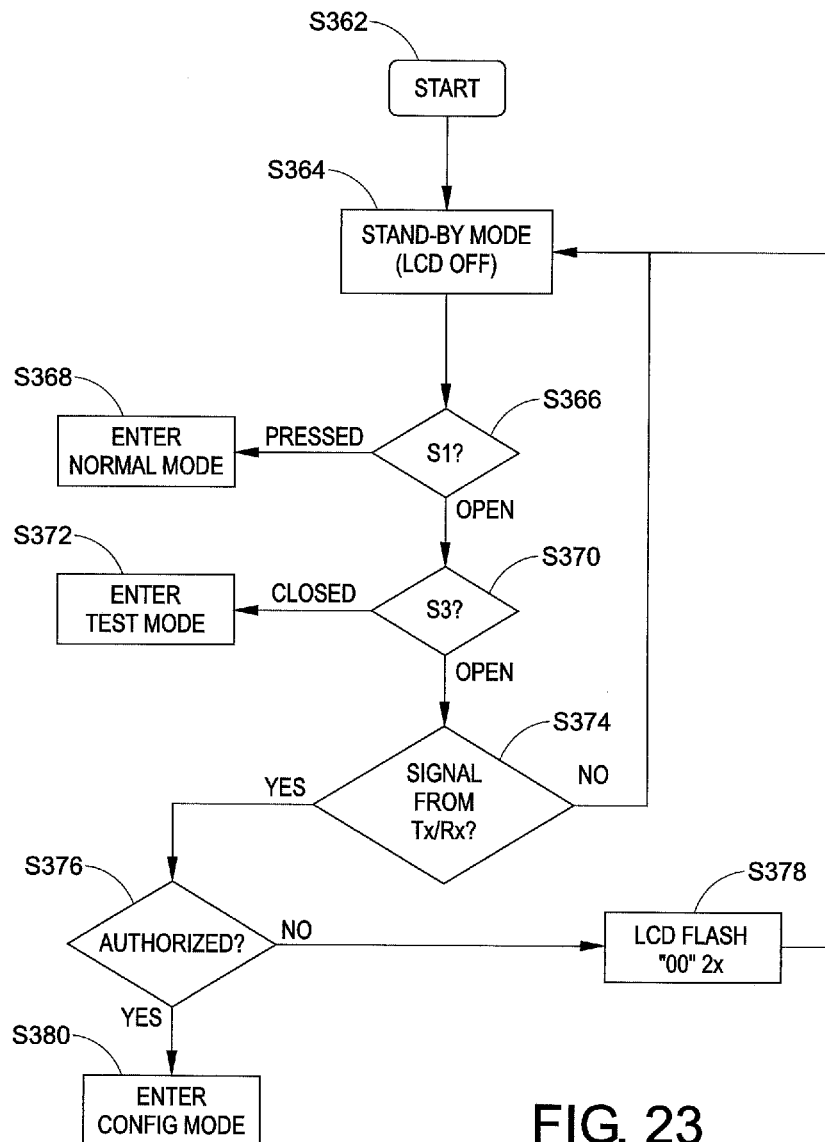 S362
START
S364
STAND-BY MODE
(LCD OFF)
S368
S366
ENTER
NORMAL MODE
PRESSED
S1?
OPEN
S372
S370
ENTER
TEST MODE
CLOSED
S3?
OPEN
S374
YES
SIGNAL
FROM
Tx/Rx?
NO
S376
S378
AUTHORIZED?
NO
LCD FLASH
"00" 2x
YES
S380
ENTER
CONFIG MODE
FIG. 23